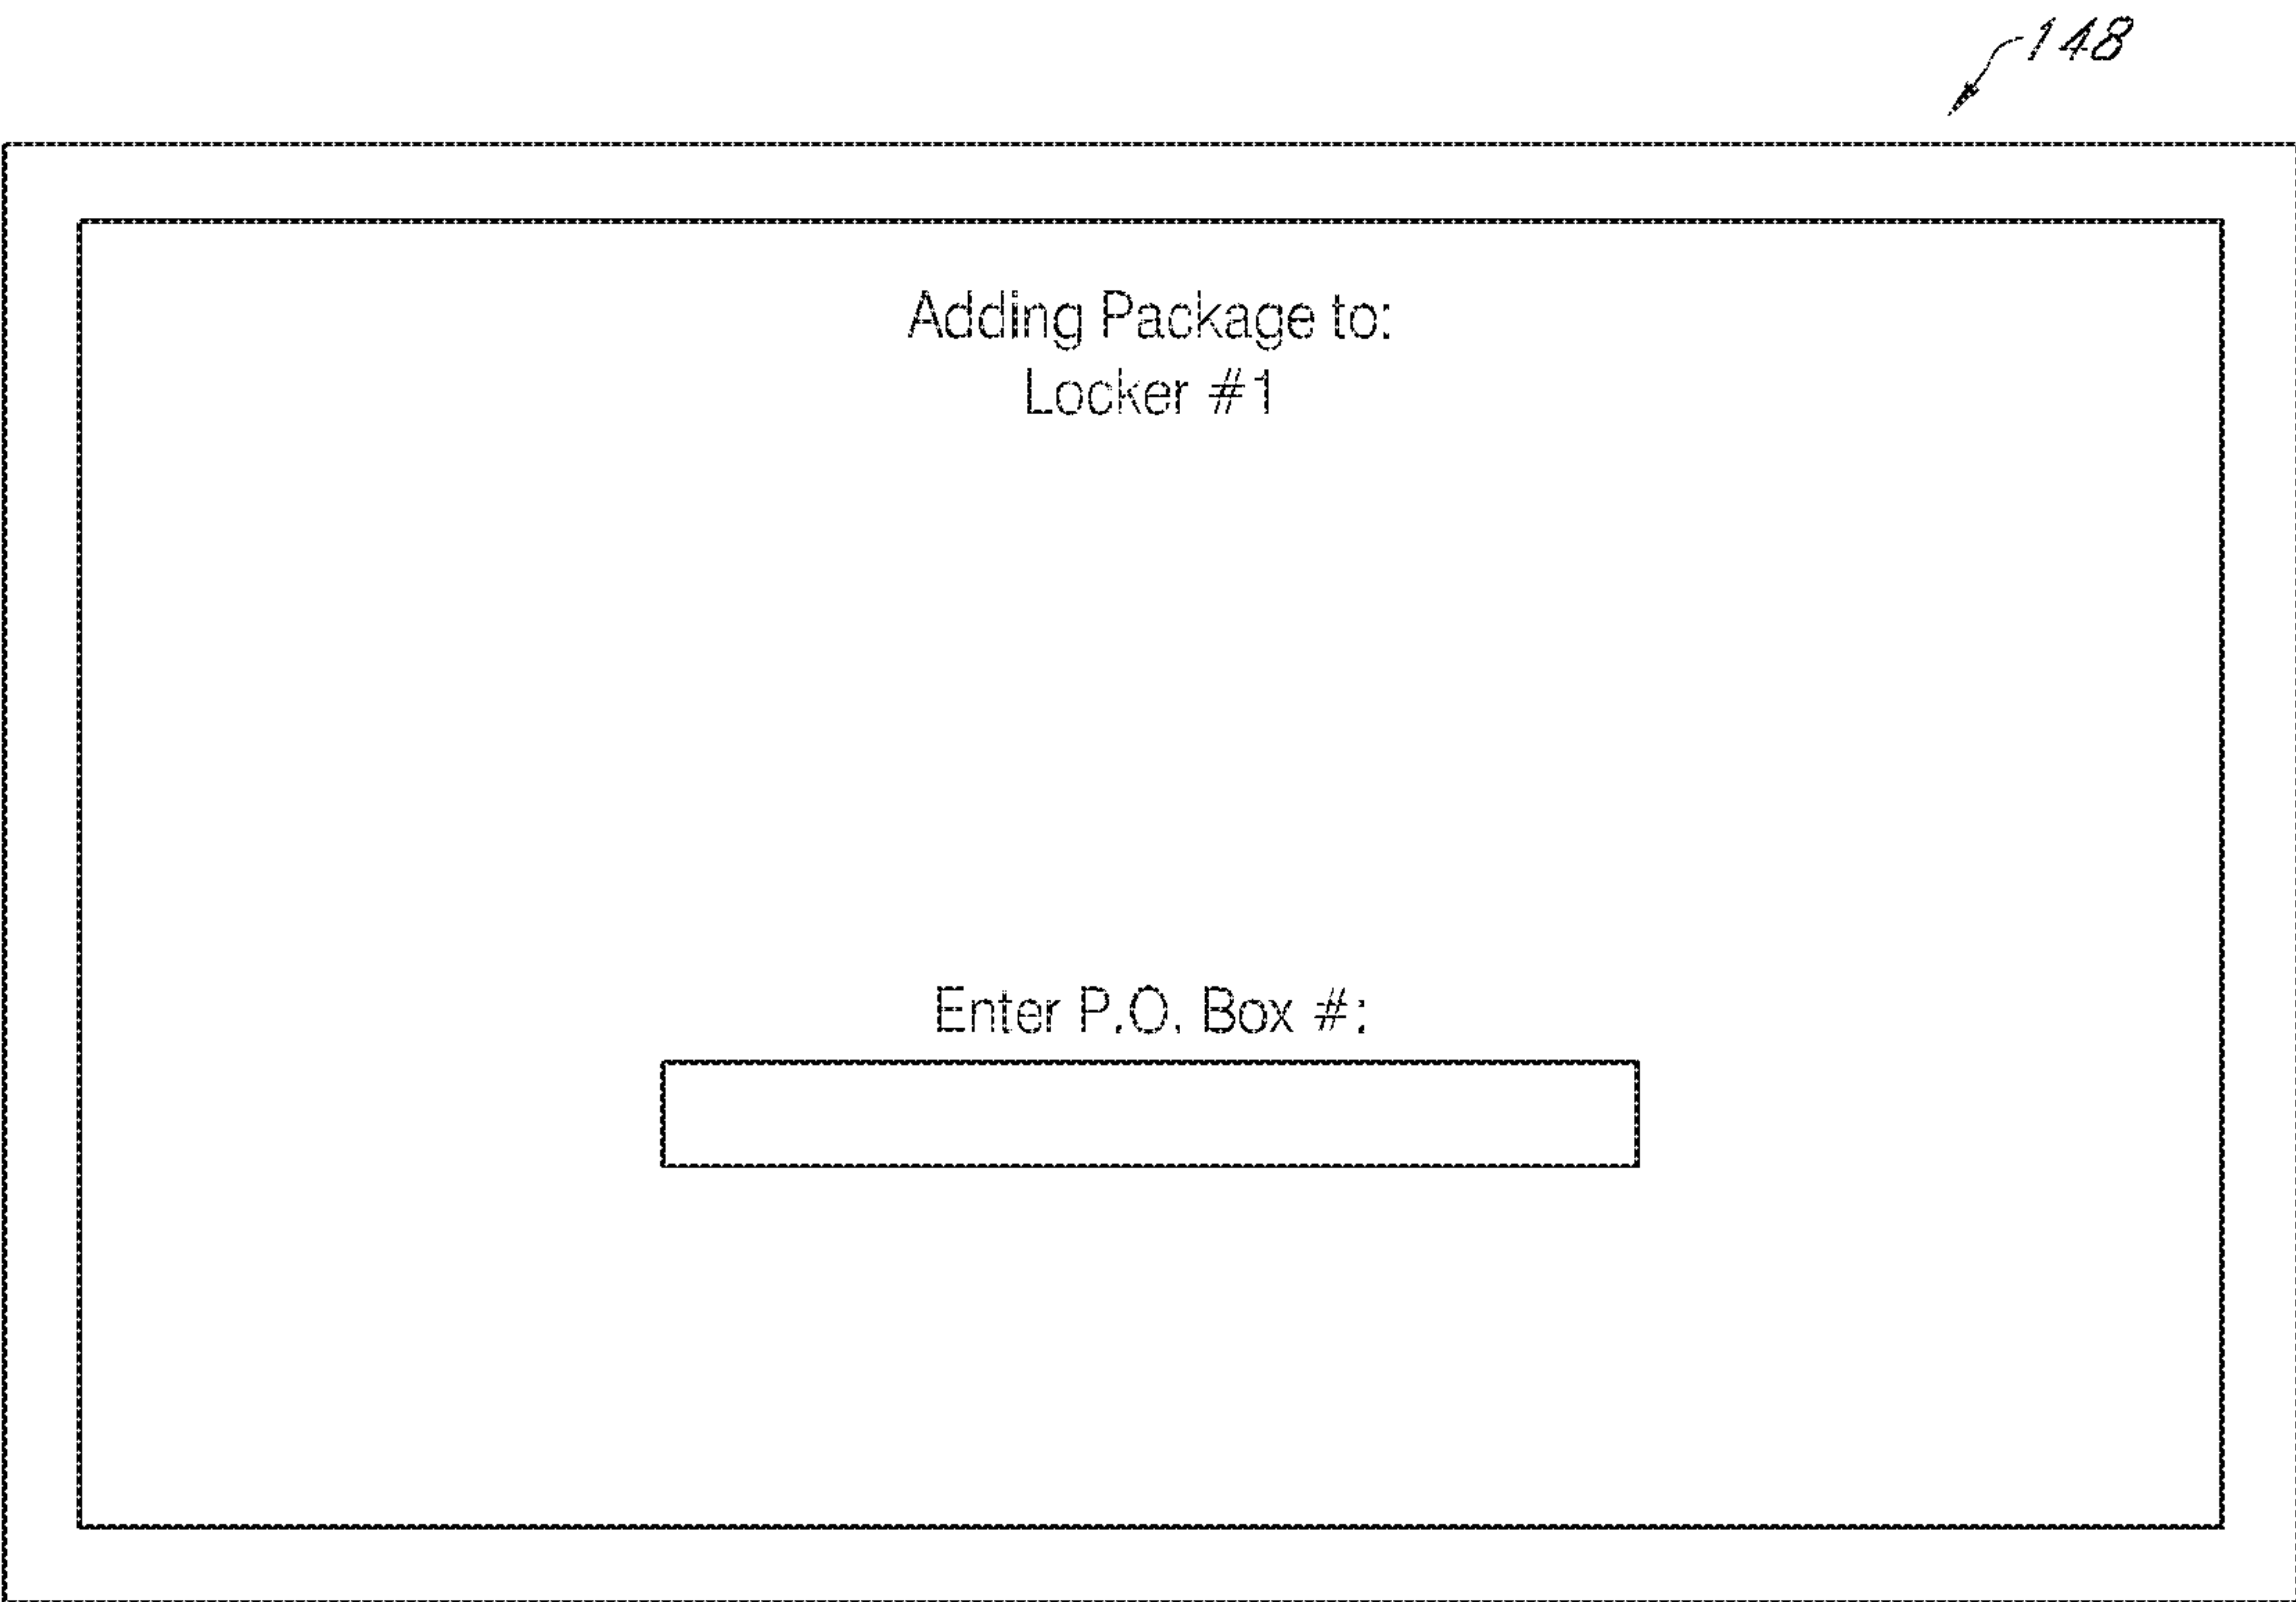 148
Adding Package to:
Locker #1
Enter P.O. Box #: